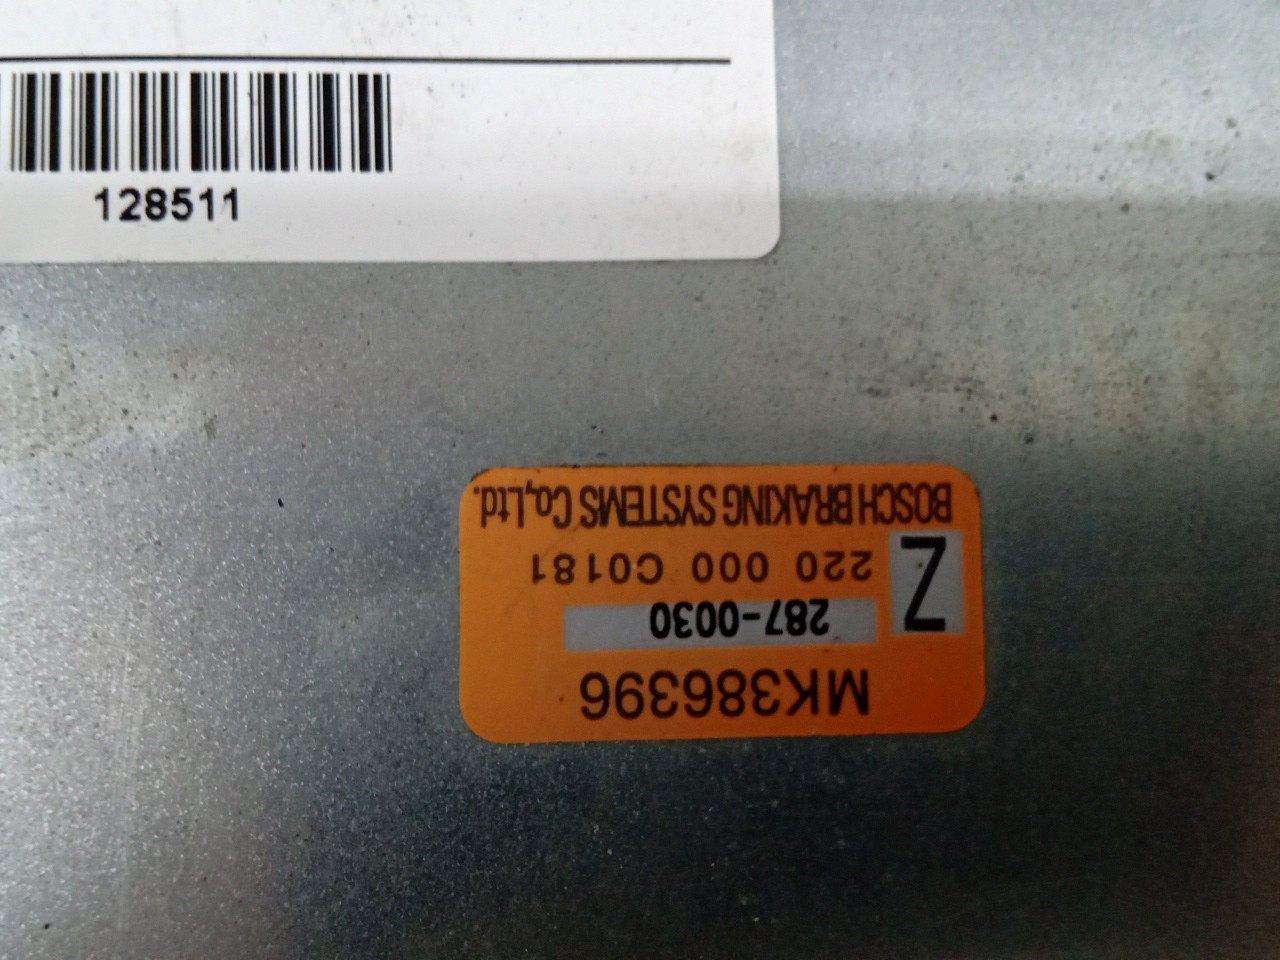 128511
MK386396
287-0030
220 000 C0181
Z
BOSCH BRAKING SYSTEMS Co,.Ltd.